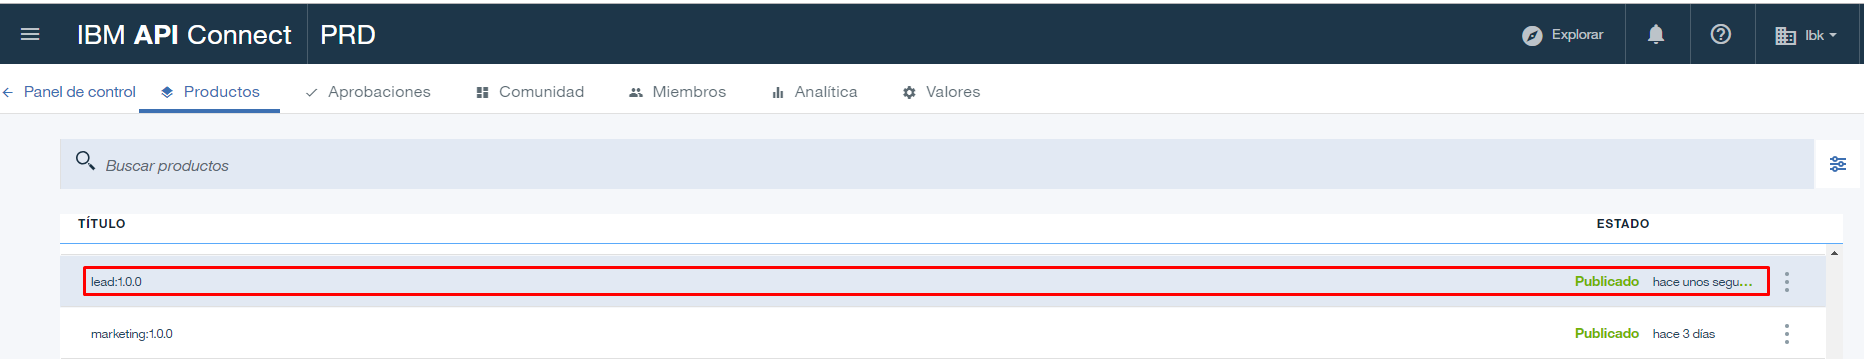 IBM API Connect PRD Explorar Ibk
Panel de control Productos Aprobaciones Comunidad Miembros Analítica Valores
Buscar productos
TÍTULO ESTADO
lead:1.0.0 Publicado hace unos segu...
marketing:1.0.0 Publicado hace 3 días